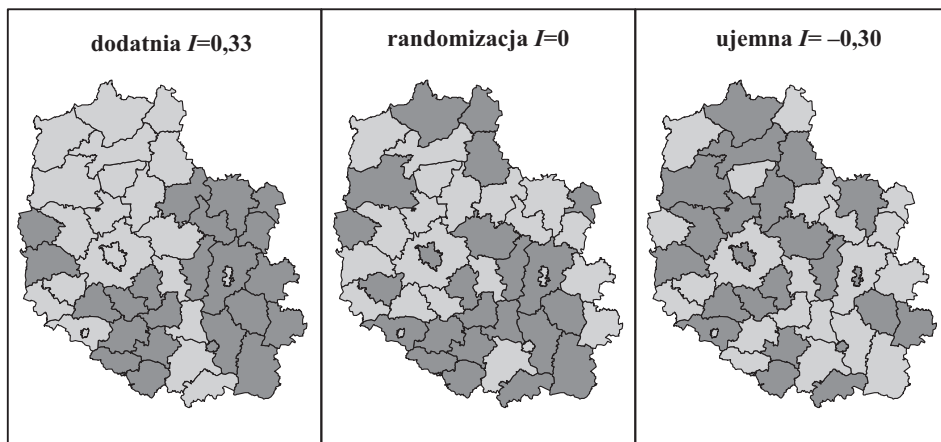 dodatnia I=0,33
randomizacja I=0
ujemna I= –0,30